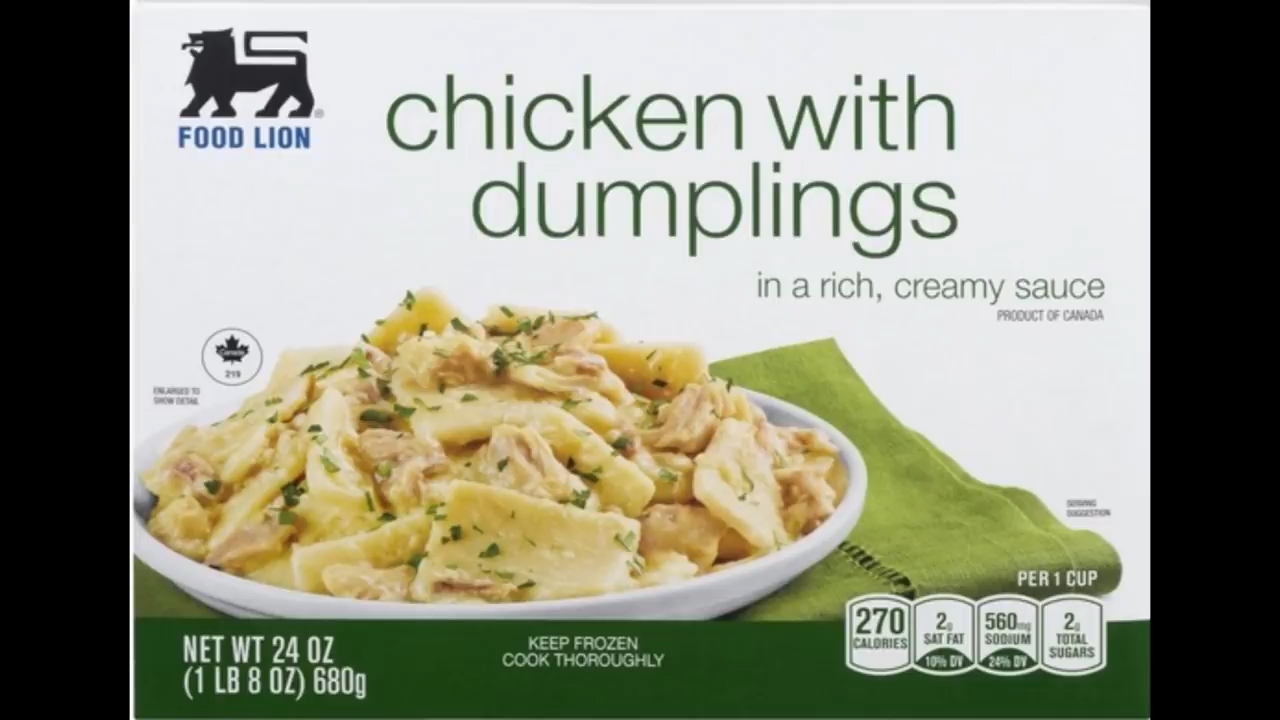 FOOD LION
chicken with
dumplings
in a rich, creamy sauce
PRODUCT OF CANADA
Canada
219
ENLARGED TO
SHOW DETAIL
SERVING
SUGGESTION
PER 1 CUP
270
CALORIES
2g
SAT FAT
10% DV
560mg
SODIUM
24% DV
2g
TOTAL
SUGARS
NET WT 24 OZ
(1 LB 8 OZ) 680g
KEEP FROZEN
COOK THOROUGHLY